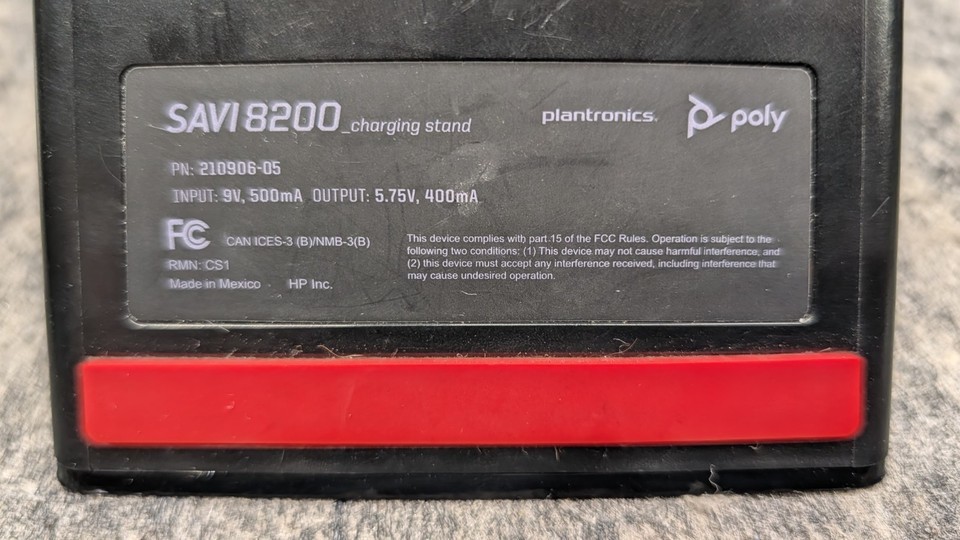 SAVI 8200_charging stand
plantronics.
poly
PN: 210906-05
INPUT: 9V, 500mA OUTPUT: 5.75V, 400mA
FC CAN ICES-3 (B)/NMB-3(B)
RMN: CS1
Made in Mexico HP Inc.
This device complies with part 15 of the FCC Rules. Operation is subject to the
following two conditions: (1) This device may not cause harmful interference, and
(2) this device must accept any interference received, including interference that
may cause undesired operation.